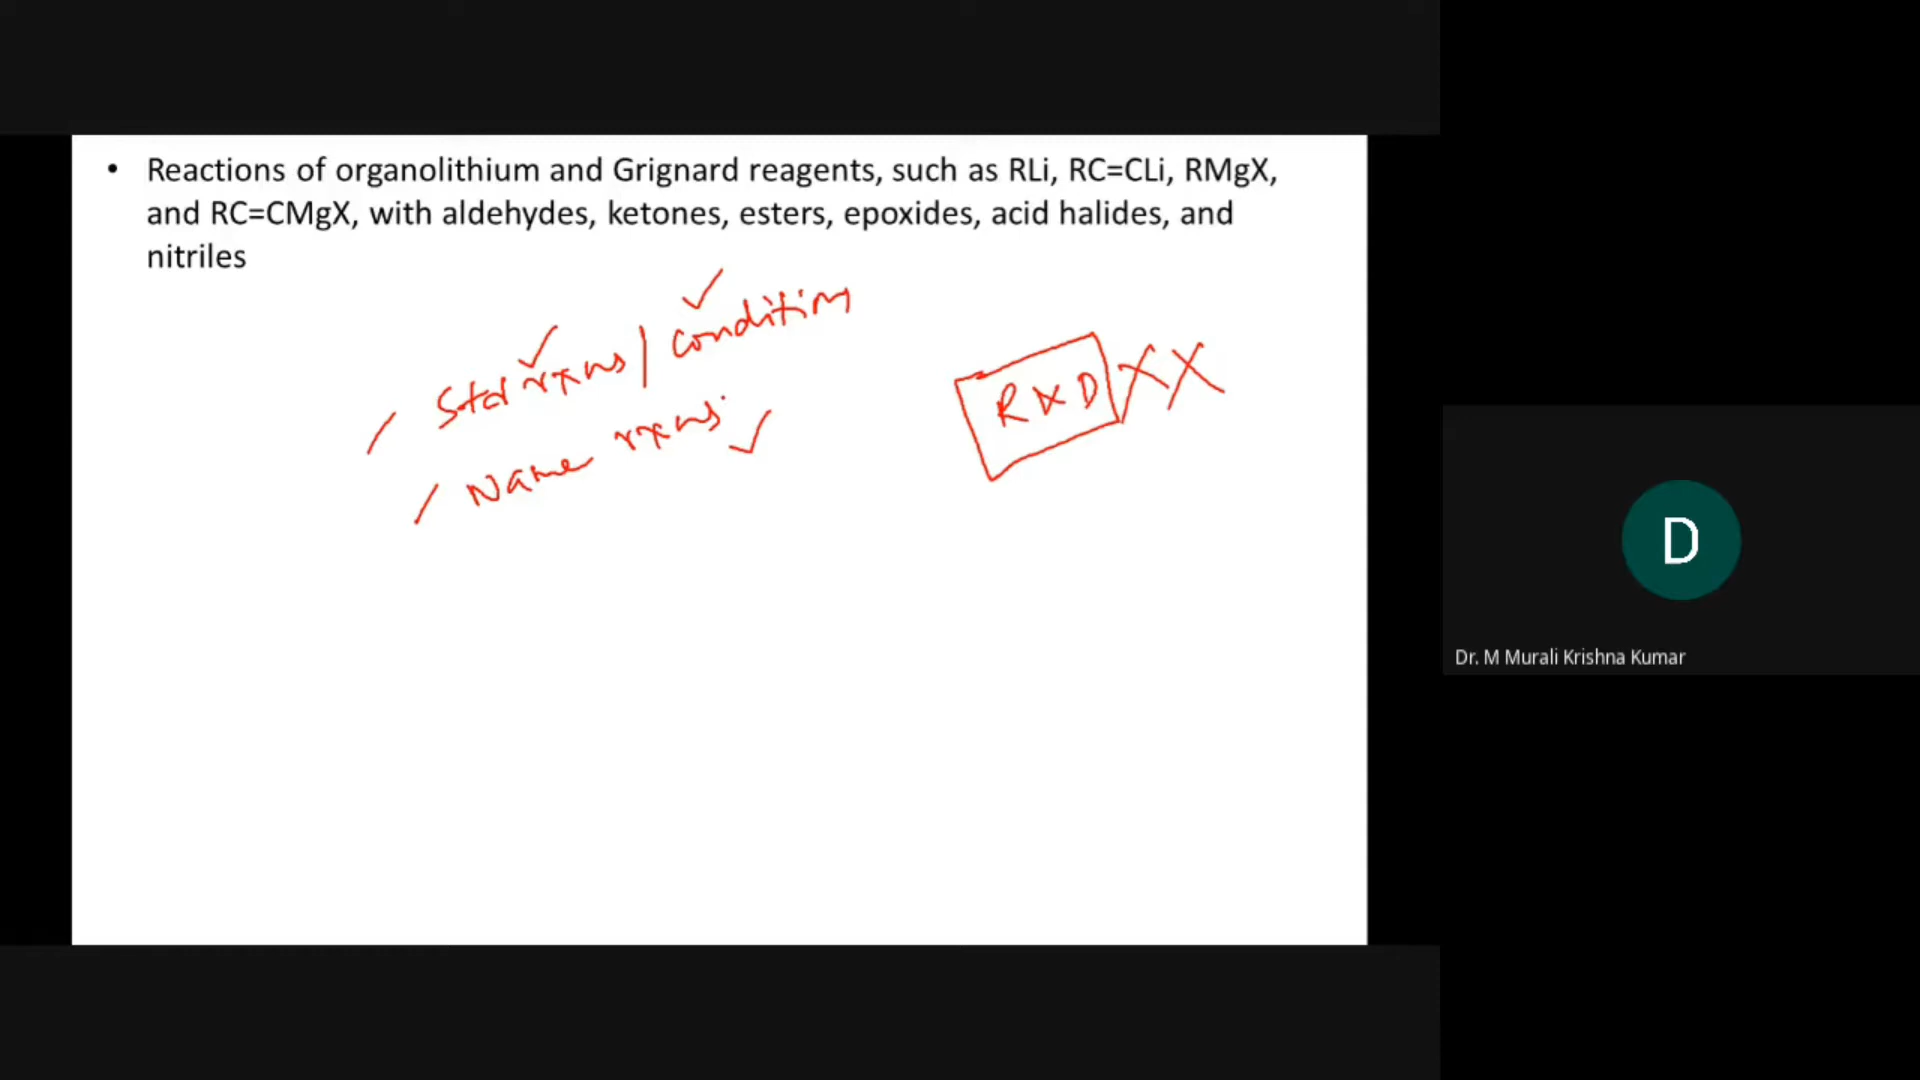 • Reactions of organolithium and Grignard reagents, such as RLi, RC=CLi, RMgX,
and RC=CMgX, with aldehydes, ketones, esters, epoxides, acid halides, and
nitriles
Std rxns / condition
Name rxns
RXD XX
D
Dr. M Murali Krishna Kumar